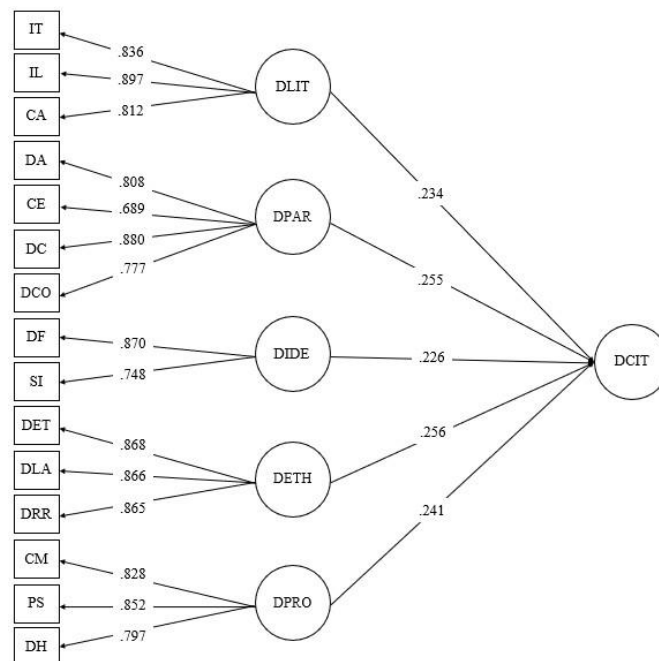 IT
.836
IL
.897
DLIT
CA
.812
DA
.808
CE
.689
DPAR
DC
.880
DCO
.777
.234
.255
DF
.870
DIDE
.226
DCIT
SI
.748
DET
.868
DLA
.866
DETH
.256
DRR
.865
.241
CM
.828
PS
.852
DPRO
DH
.797